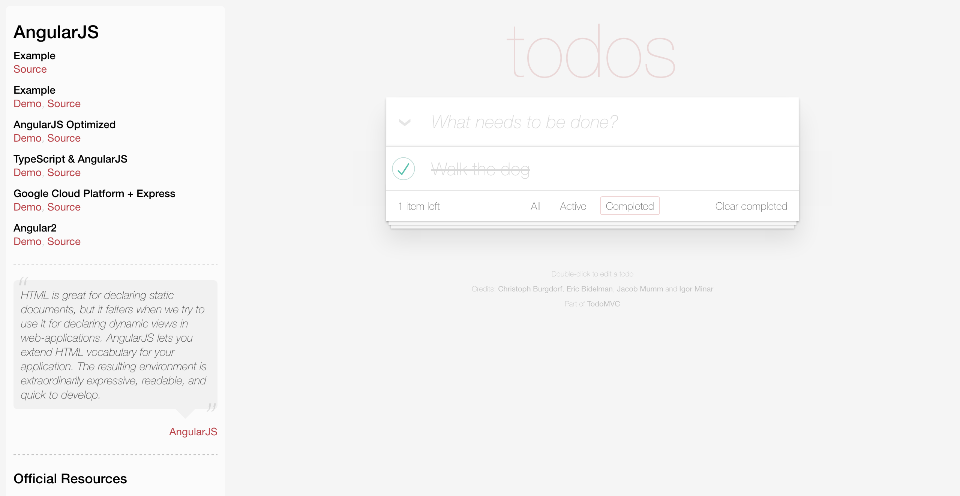 AngularJS
Example
Source
Example
Demo, Source
AngularJS Optimized
Demo, Source
TypeScript & AngularJS
Demo, Source
Google Cloud Platform + Express
Demo, Source
Angular2
Demo, Source
“
HTML is great for declaring static
documents, but it falters when we try to
use it for declaring dynamic views in
web-applications. AngularJS lets you
extend HTML vocabulary for your
application. The resulting environment is
extraordinarily expressive, readable, and
quick to develop.
”
AngularJS
Official Resources
todos
What needs to be done?
Walk the dog
1 item left
All
Active
Completed
Clear completed
Double-click to edit a todo
Credits: Christoph Burgdorf, Eric Bidelman, Jacob Mumm and Igor Minar
Part of TodoMVC